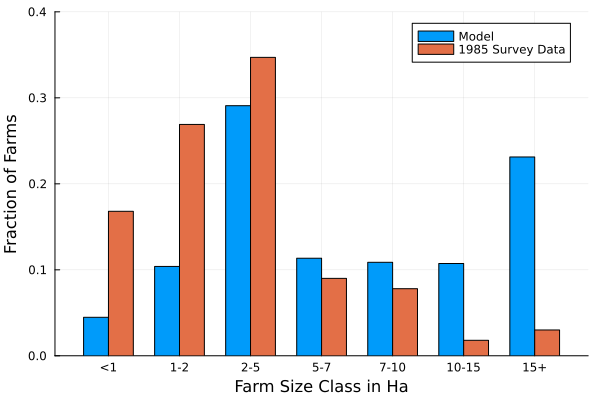 0.4
0.3
0.2
0.1
0.0
Fraction of Farms
Model
1985 Survey Data
<1 1-2 2-5 5-7 7-10 10-15 15+
Farm Size Class in Ha